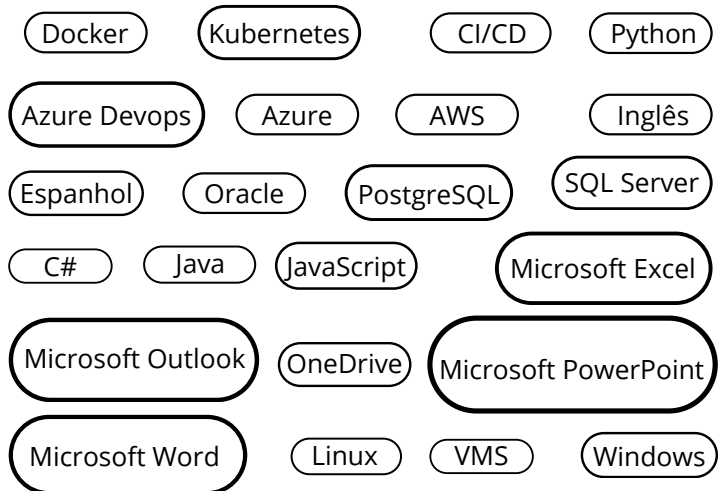 Docker Kubernetes CI/CD Python
Azure Devops Azure AWS Inglês
Espanhol Oracle PostgreSQL SQL Server
C# Java JavaScript Microsoft Excel
Microsoft Outlook OneDrive Microsoft PowerPoint
Microsoft Word Linux VMS Windows